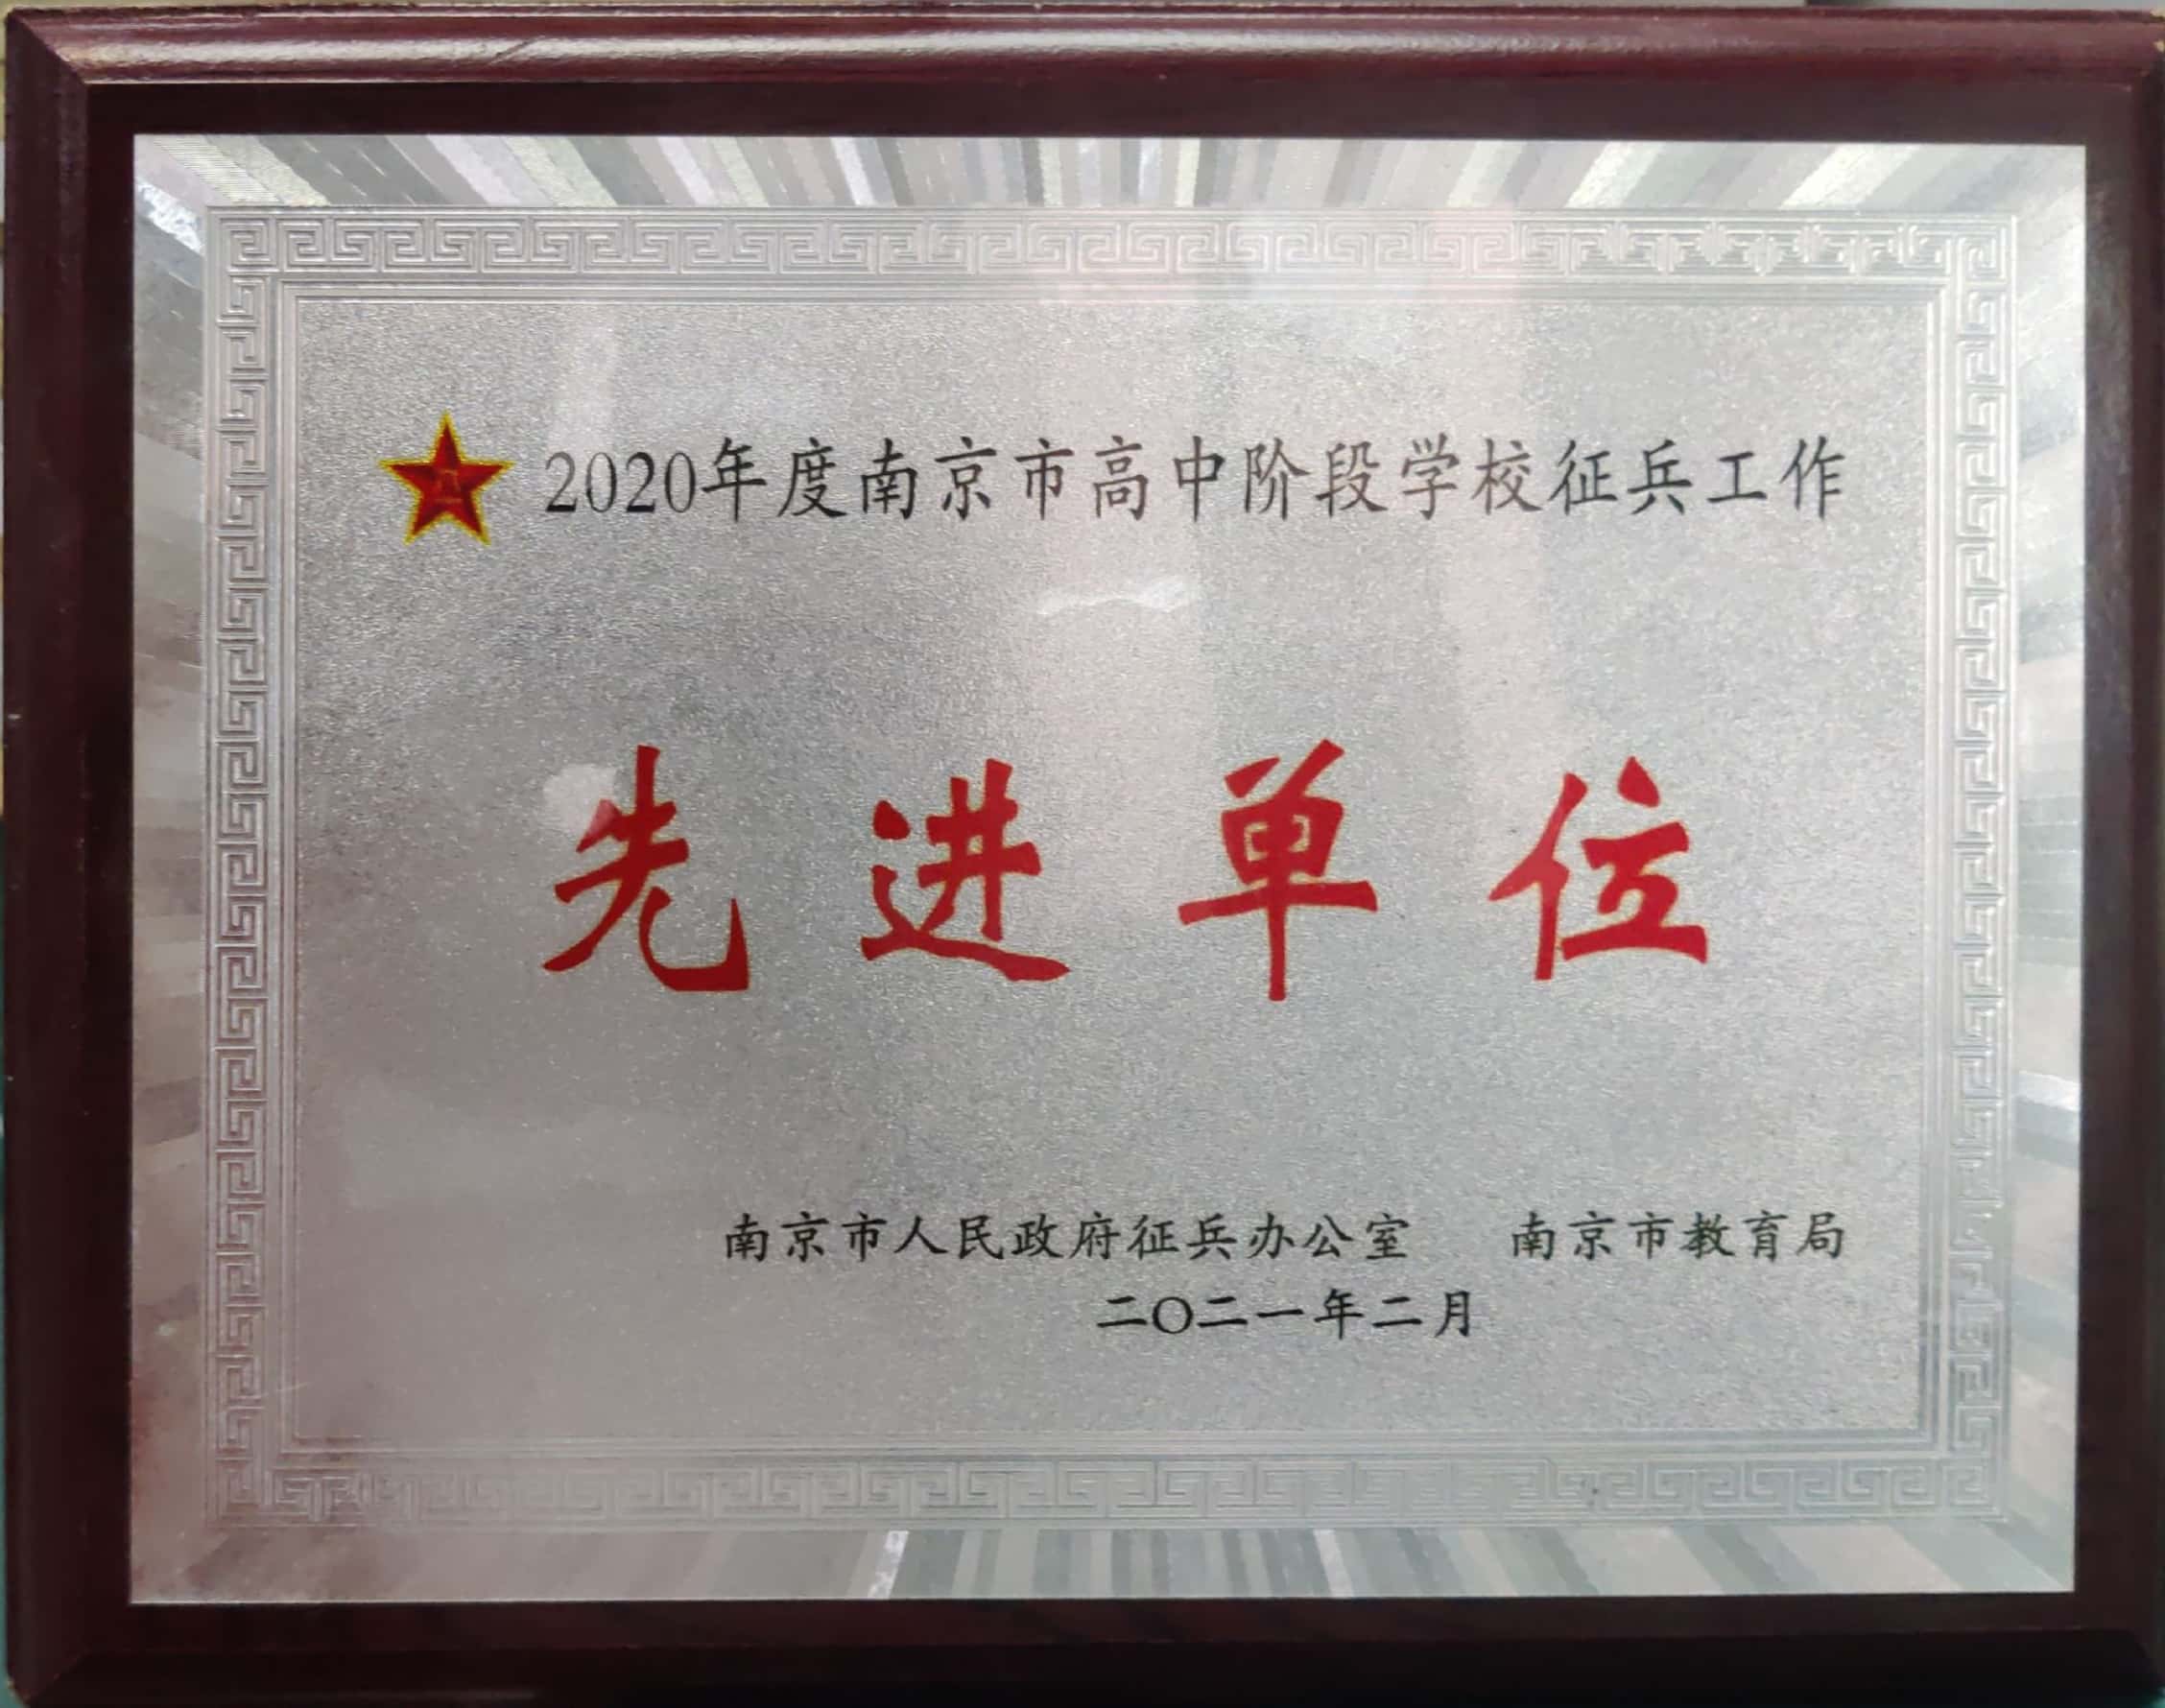 2020年度南京市高中阶段学校征兵工作
先进单位
南京市人民政府征兵办公室 南京市教育局
二〇二一年二月